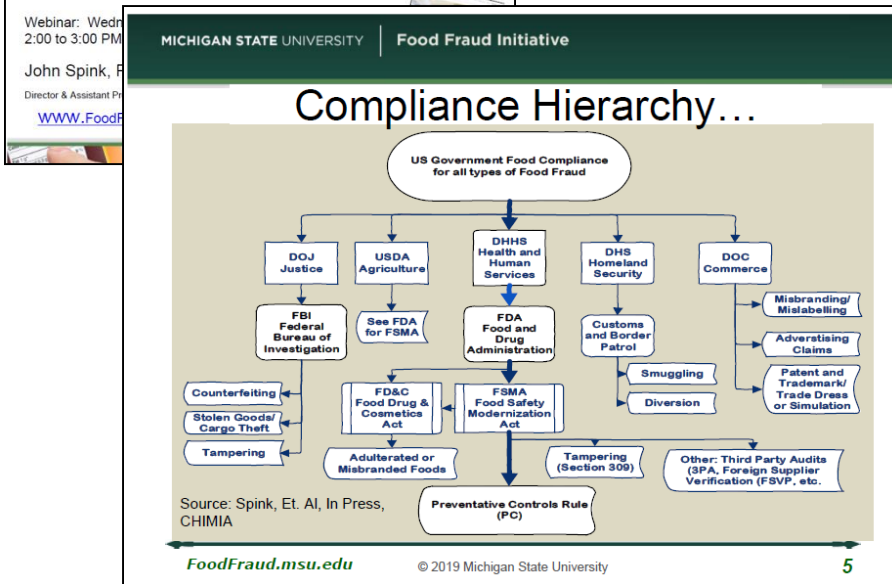 Webinar: Wedn
2:00 to 3:00 PM
John Spink, P
Director & Assistant Pr
WWW.FoodF
MICHIGAN STATE UNIVERSITY Food Fraud Initiative
Compliance Hierarchy…
US Government Food Compliance
for all types of Food Fraud
DOJ
Justice
USDA
Agriculture
DHHS
Health and
Human
Services
DHS
Homeland
Security
DOC
Commerce
FBI
Federal
Bureau of
Investigation
See FDA
for FSMA
FDA
Food and
Drug
Administration
Customs
and Border
Patrol
Misbranding/
Mislabelling
Adverstising
Claims
Patent and
Trademark/
Trade Dress
or Simulation
Smuggling
Diversion
Counterfeiting
Stolen Goods/
Cargo Theft
Tampering
FD&C
Food Drug &
Cosmetics
Act
FSMA
Food Safety
Modernization
Act
Adulterated or
Misbranded Foods
Tampering
(Section 309)
Other: Third Party Audits
(3PA, Foreign Supplier
Verification (FSVP, etc.
Preventative Controls Rule
(PC)
Source: Spink, Et. Al, In Press,
CHIMIA
FoodFraud.msu.edu © 2019 Michigan State University 5